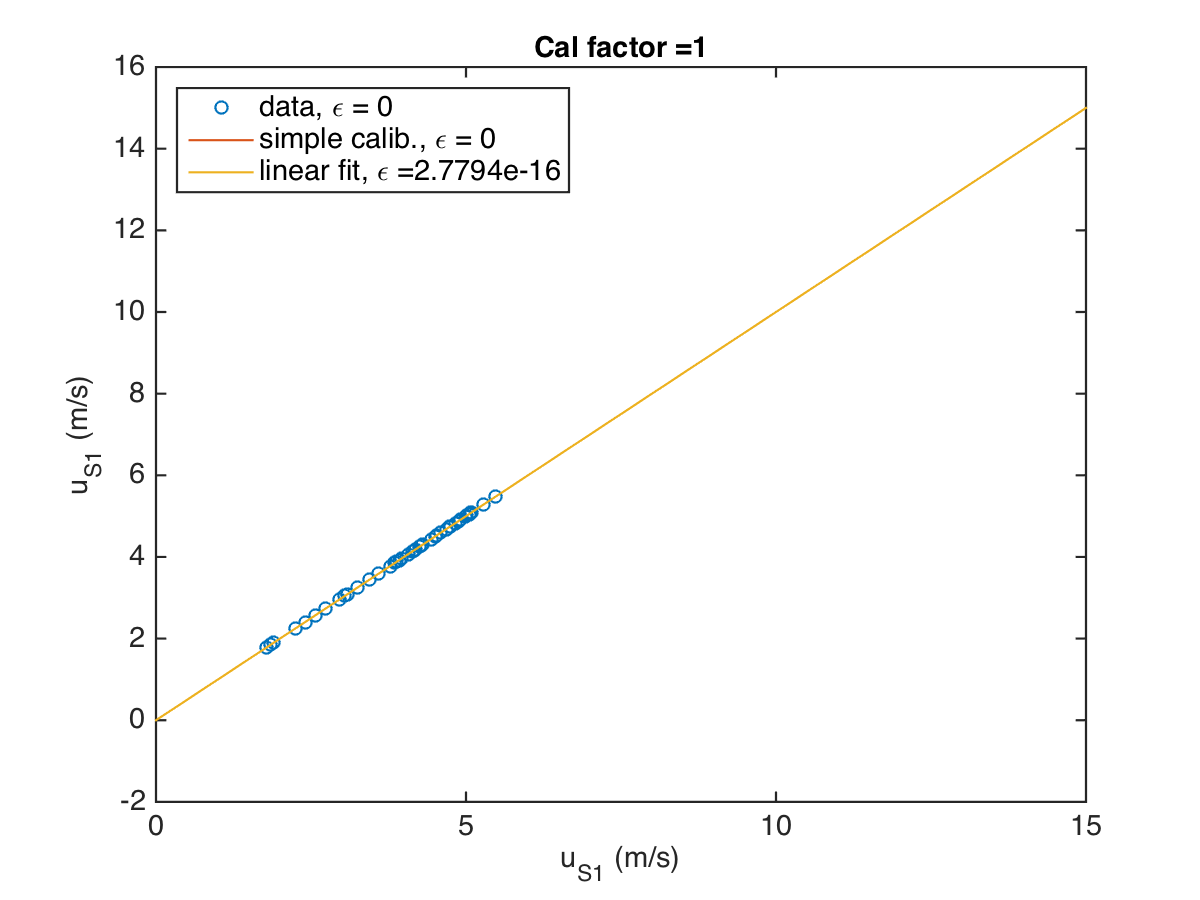 Cal factor =1
16
14
12
10
8
6
4
2
0
-2
data, ϵ = 0
simple calib., ϵ = 0
linear fit, ϵ =2.7794e-16
u_S1 (m/s)
0 5 10 15
u_S1 (m/s)